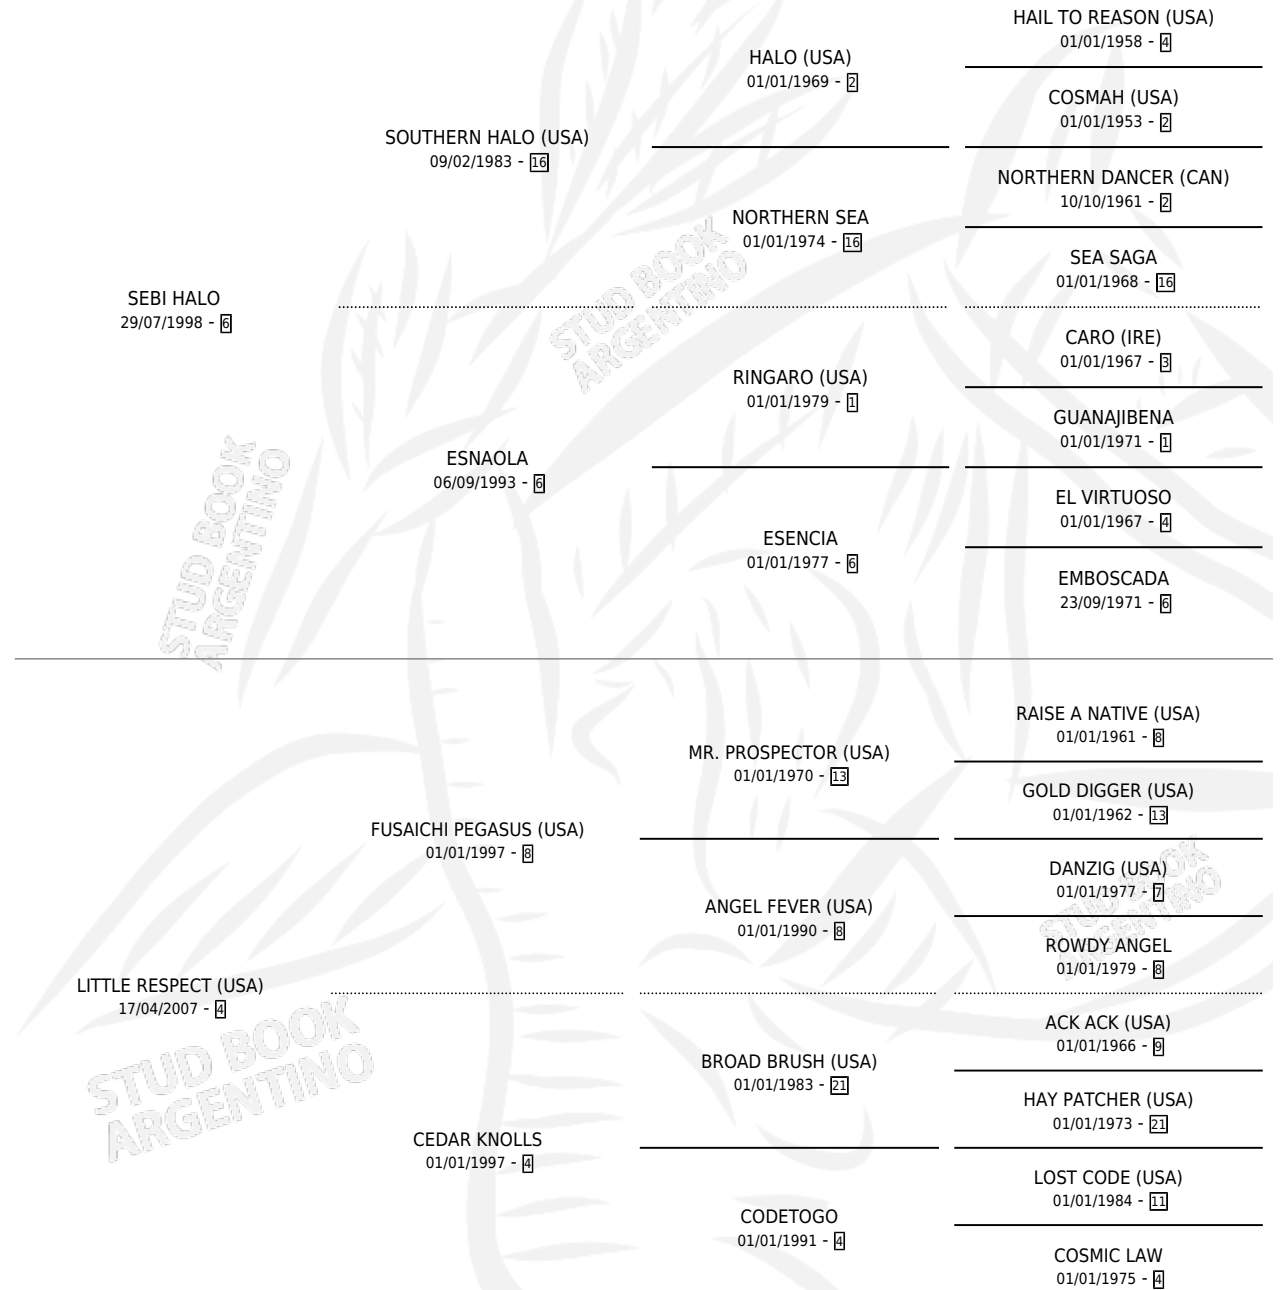 HAIL TO REASON (USA)
01/01/1958 - 4
HALO (USA)
01/01/1969 - 2
COSMAH (USA)
01/01/1953 - 2
SOUTHERN HALO (USA)
09/02/1983 - 16
NORTHERN DANCER (CAN)
10/10/1961 - 2
NORTHERN SEA
01/01/1974 - 16
SEA SAGA
01/01/1968 - 16
SEBI HALO
29/07/1998 - 6
CARO (IRE)
01/01/1967 - 3
RINGARO (USA)
01/01/1979 - 1
GUANAJIBENA
01/01/1971 - 1
ESNAOLA
06/09/1993 - 6
EL VIRTUOSO
01/01/1967 - 4
ESENCIA
01/01/1977 - 6
EMBOSCADA
23/09/1971 - 6
STUD BOOK
ARGENTINO
STUD BOOK
ARGENTINO
RAISE A NATIVE (USA)
01/01/1961 - 8
MR. PROSPECTOR (USA)
01/01/1970 - 13
GOLD DIGGER (USA)
01/01/1962 - 13
FUSAICHI PEGASUS (USA)
01/01/1997 - 8
DANZIG (USA)
01/01/1977 - 7
ANGEL FEVER (USA)
01/01/1990 - 8
ROWDY ANGEL
01/01/1979 - 8
LITTLE RESPECT (USA)
17/04/2007 - 4
ACK ACK (USA)
01/01/1966 - 9
BROAD BRUSH (USA)
01/01/1983 - 21
HAY PATCHER (USA)
01/01/1973 - 21
CEDAR KNOLLS
01/01/1997 - 4
LOST CODE (USA)
01/01/1984 - 11
CODETOGO
01/01/1991 - 4
COSMIC LAW
01/01/1975 - 4
STUD BOOK
ARGENTINO
STUD BOOK
ARGENTINO